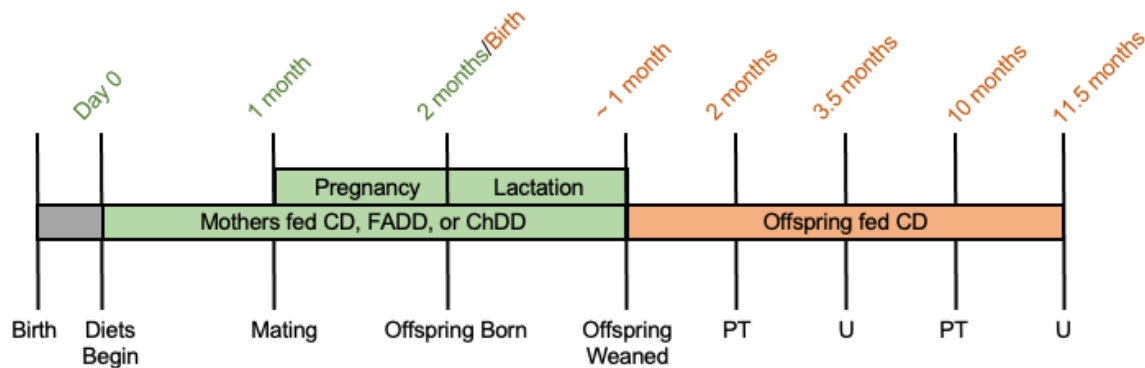 Day 0
1 month
2 months/Birth
~ 1 month
2 months
3.5 months
10 months
11.5 months
Pregnancy
Lactation
Mothers fed CD, FADD, or ChDD
Offspring fed CD
Birth
Diets
Begin
Mating
Offspring Born
Offspring
Weaned
PT
U
PT
U